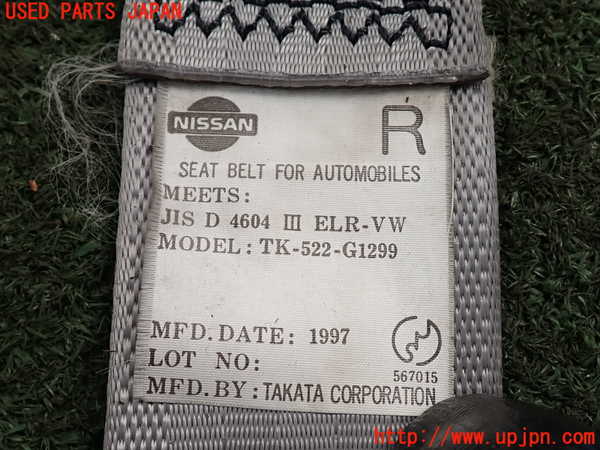 USED PARTS JAPAN
NISSAN
R
SEAT BELT FOR AUTOMOBILES
MEETS:
JIS D 4604 III ELR-VW
MODEL: TK-522-G1299
MFD. DATE: 1997
LOT NO:
567015
MFD. BY: TAKATA CORPORATION
http://www.upjpn.com/